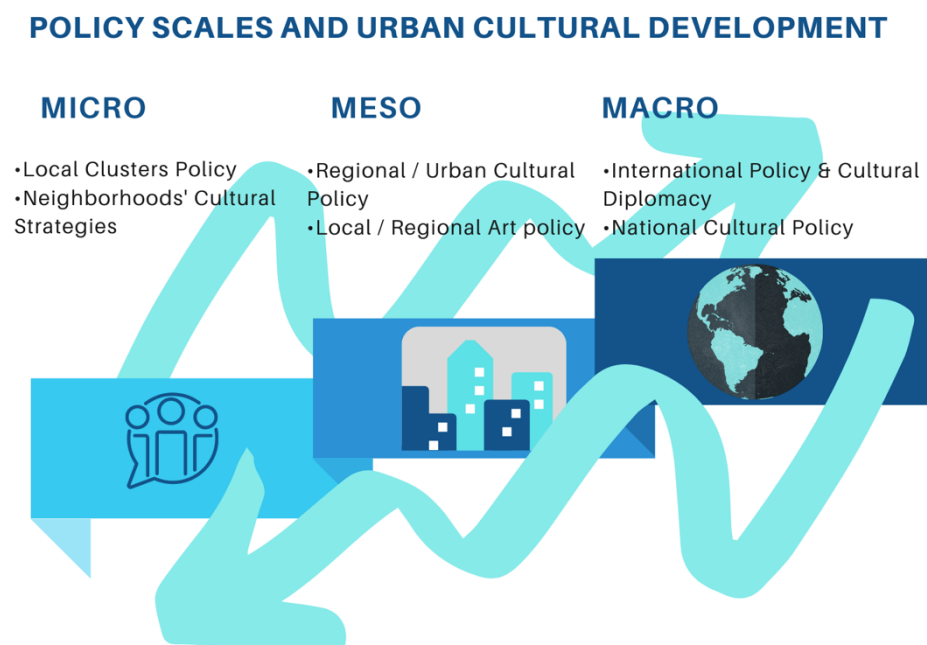 POLICY SCALES AND URBAN CULTURAL DEVELOPMENT
MICRO
•Local Clusters Policy
•Neighborhoods' Cultural
Strategies
MESO
•Regional / Urban Cultural
Policy
•Local / Regional Art policy
MACRO
•International Policy & Cultural
Diplomacy
•National Cultural Policy